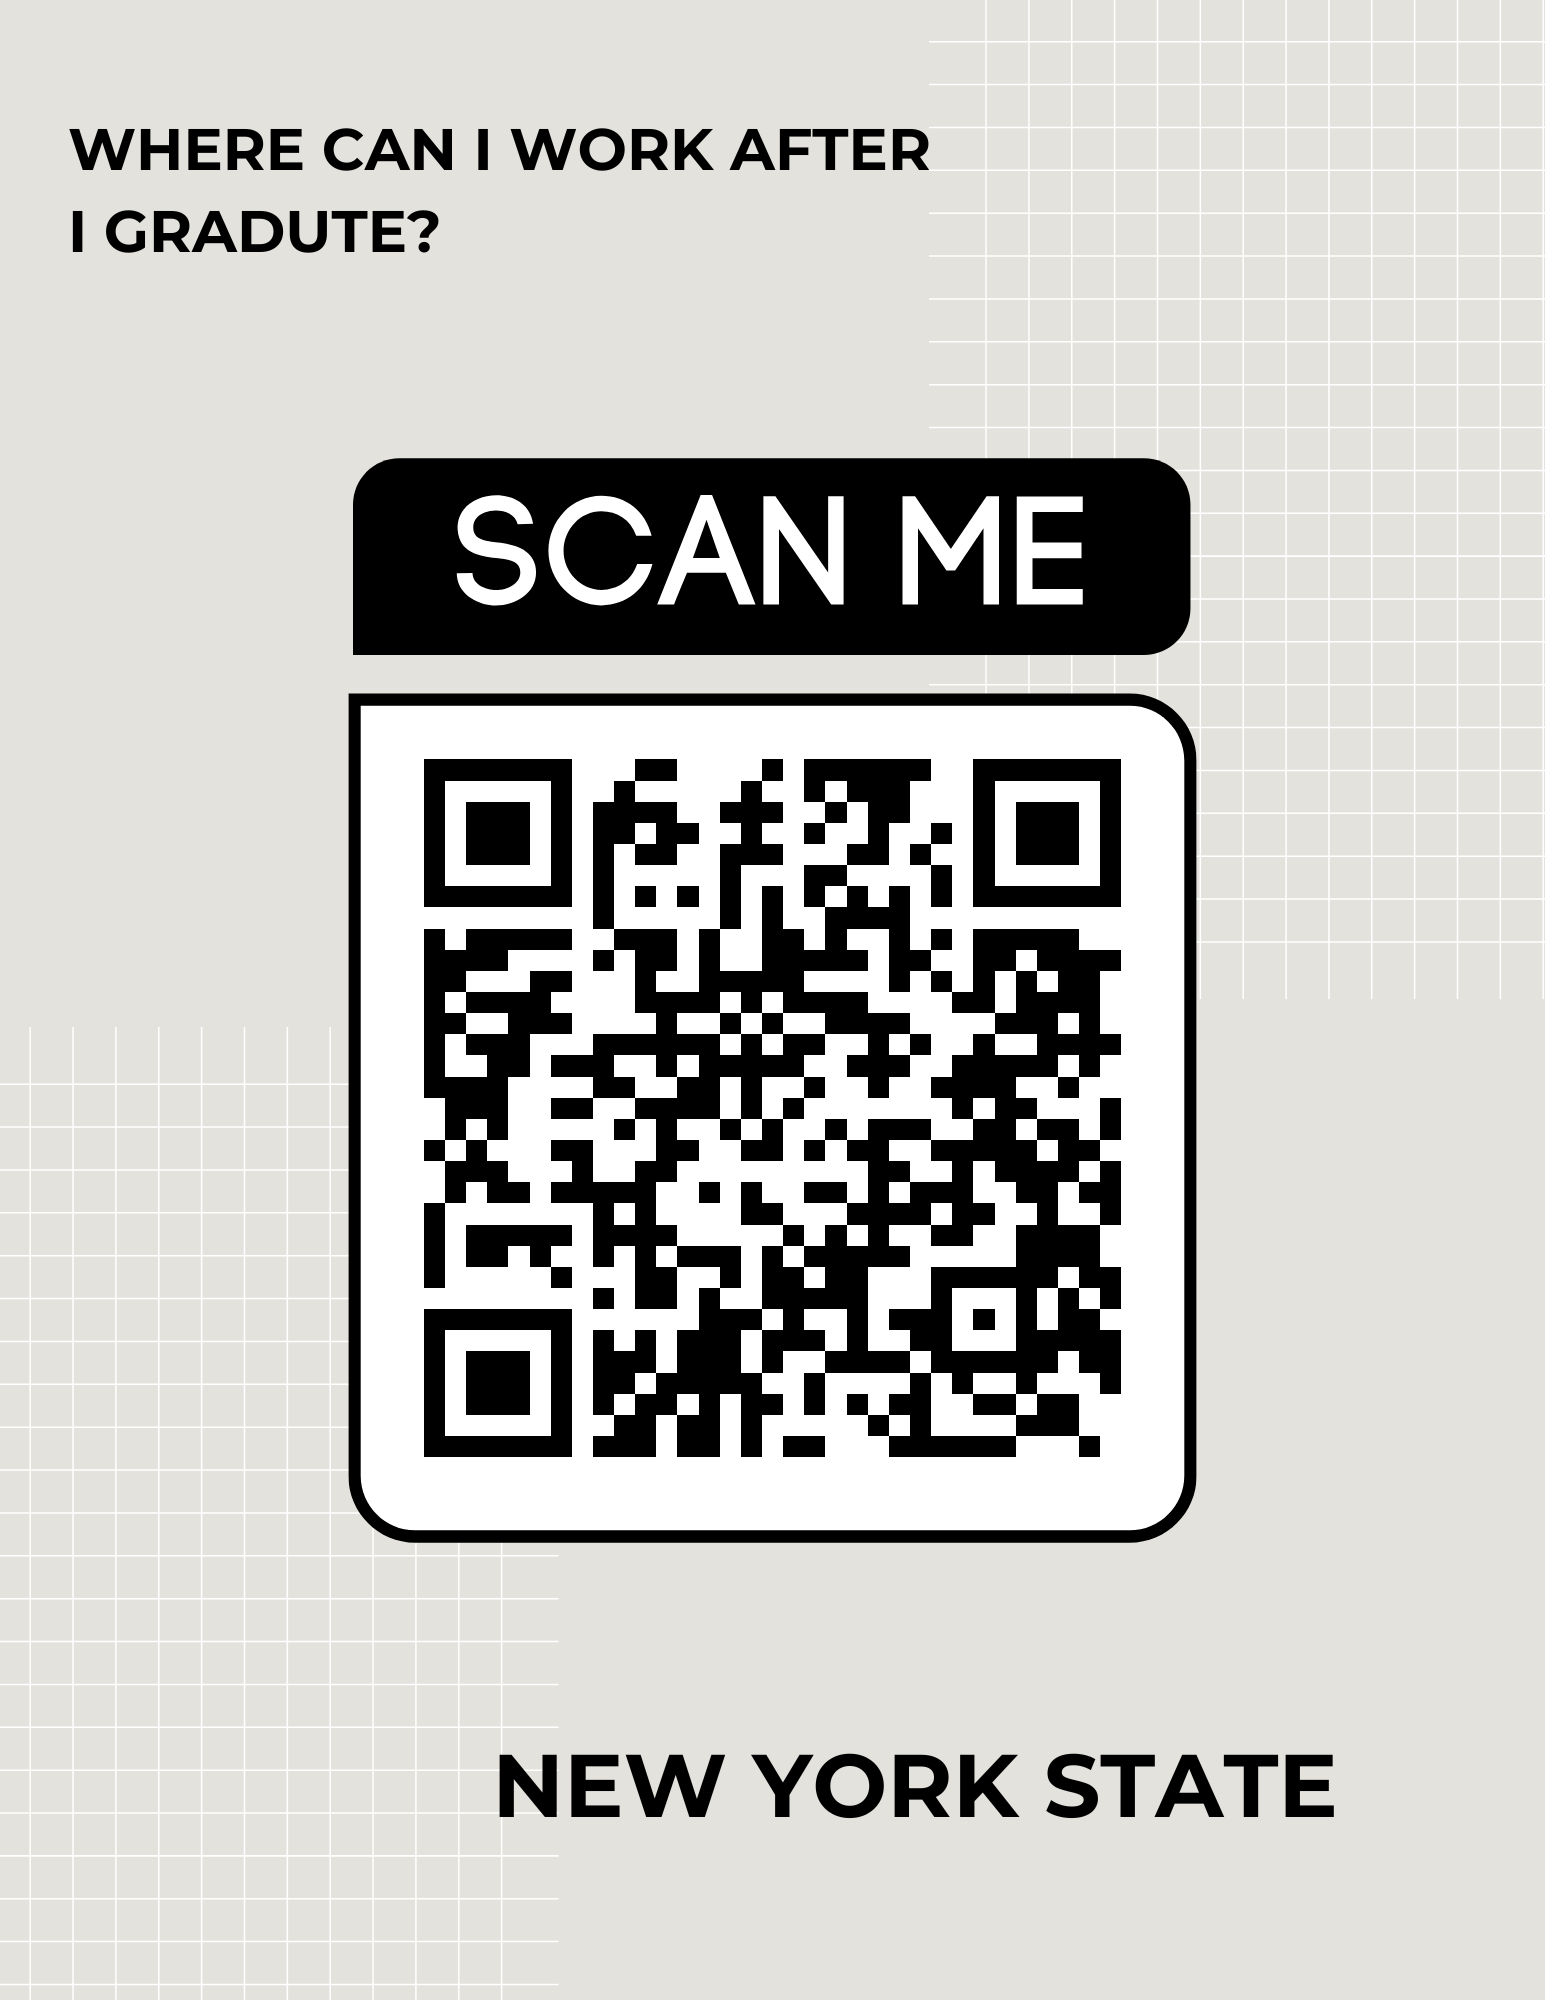 WHERE CAN I WORK AFTER
I GRADUTE?
SCAN ME
NEW YORK STATE